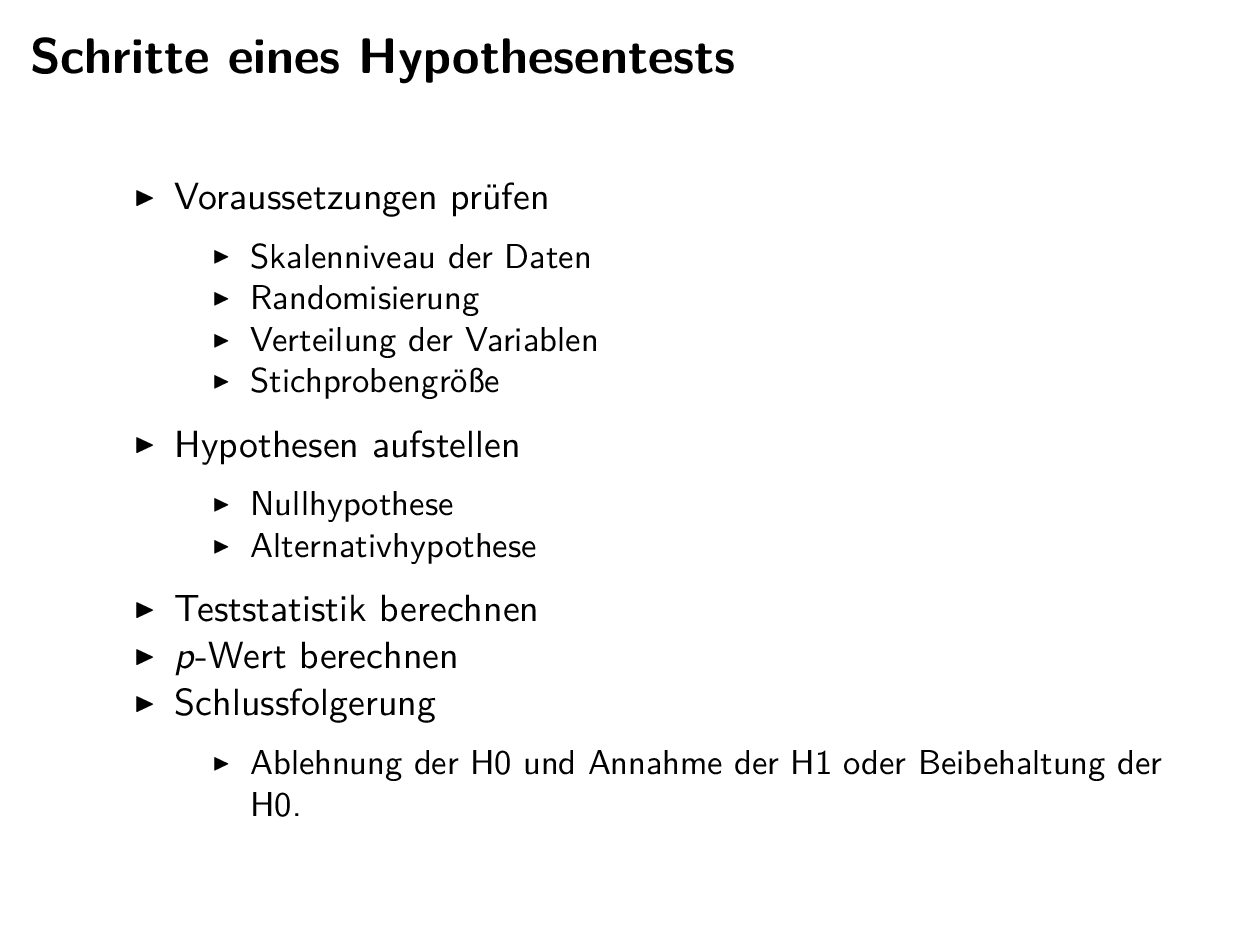 Schritte eines Hypothesentests
▶ Voraussetzungen prüfen
▶ Skalenniveau der Daten
▶ Randomisierung
▶ Verteilung der Variablen
▶ Stichprobengröße
▶ Hypothesen aufstellen
▶ Nullhypothese
▶ Alternativhypothese
▶ Teststatistik berechnen
▶ p-Wert berechnen
▶ Schlussfolgerung
▶ Ablehnung der H0 und Annahme der H1 oder Beibehaltung der
H0.